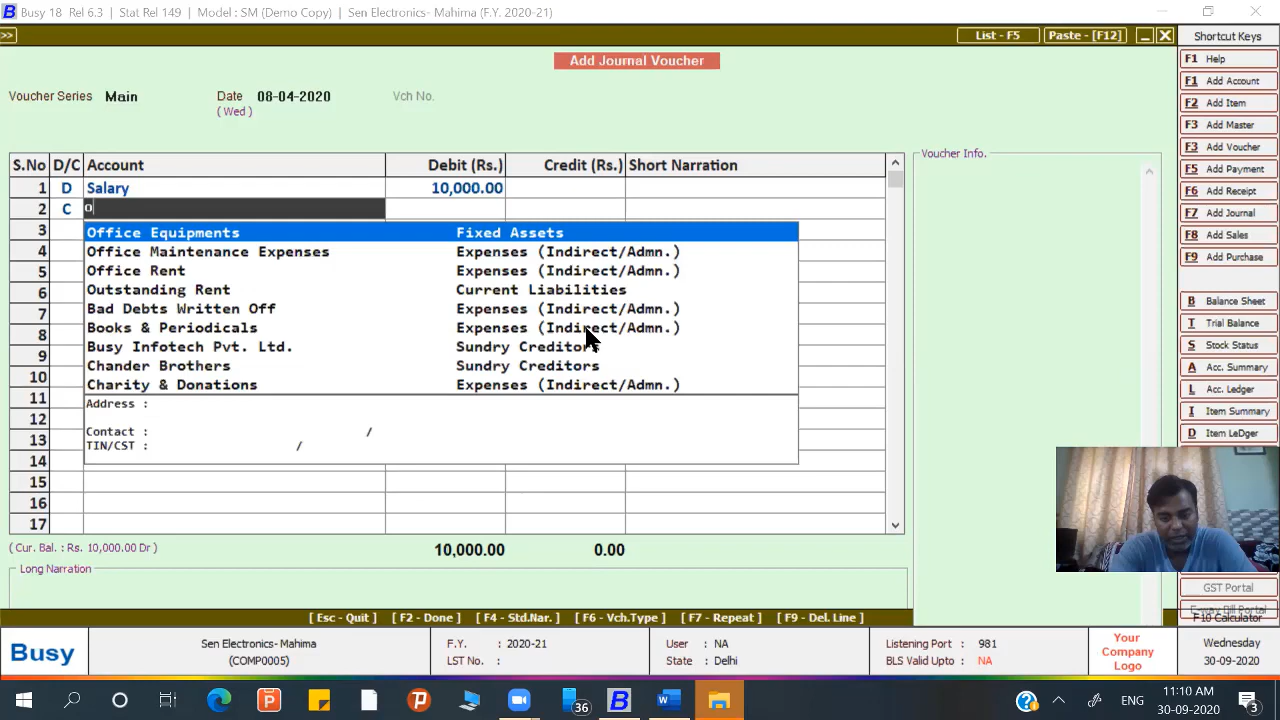 Busy 18 Rel 6.3 | Stat Rel 149 | Model : SM (Demo Copy) | Sen Electronics- Mahima (F.Y. 2020-21)
>> List - F5 Paste - [F12] Shortcut Keys
Add Journal Voucher
Voucher Series Main Date 08-04-2020 Vch No.
( Wed )
F1 Help
F1 Add Account
F2 Add Item
F3 Add Master
F3 Add Voucher
F5 Add Payment
F6 Add Receipt
F7 Add Journal
F8 Add Sales
F9 Add Purchase
B Balance Sheet
T Trial Balance
S Stock Status
A Acc. Summary
L Acc. Ledger
I Item Summary
D Item LeDger
GST Portal
E-way Bill Portal
F10 Calculator
Voucher Info.
S.No D/C Account Debit (Rs.) Credit (Rs.) Short Narration
1 D Salary 10,000.00
2 C o
3 Office Equipments Fixed Assets
4 Office Maintenance Expenses Expenses (Indirect/Admn.)
5 Office Rent Expenses (Indirect/Admn.)
6 Outstanding Rent Current Liabilities
7 Bad Debts Written Off Expenses (Indirect/Admn.)
8 Books & Periodicals Expenses (Indirect/Admn.)
9 Busy Infotech Pvt. Ltd. Sundry Creditors
10 Chander Brothers Sundry Creditors
Charity & Donations Expenses (Indirect/Admn.)
11 Address :
12
13 Contact : /
TIN/CST : /
14
15
16
17
( Cur. Bal. : Rs. 10,000.00 Dr ) 10,000.00 0.00
Long Narration
[ Esc - Quit ] [ F2 - Done ] [ F4 - Std.Nar. ] [ F6 - Vch.Type ] [ F7 - Repeat ] [ F9 - Del. Line ]
Busy
Sen Electronics- Mahima
(COMP0005)
F.Y. : 2020-21
LST No. :
User : NA
State : Delhi
Listening Port : 981
BLS Valid Upto : NA
Your
Company
Logo
Wednesday
30-09-2020
36
ENG
11:10 AM
30-09-2020
3